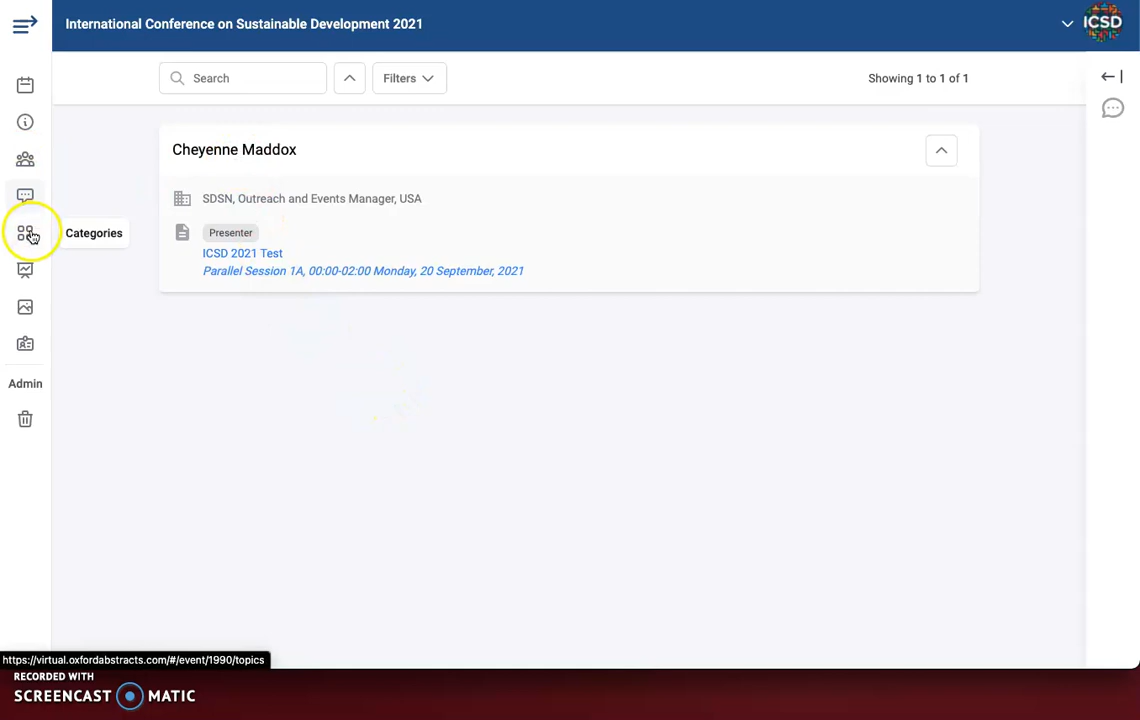 International Conference on Sustainable Development 2021
ICSD
Search
Filters
Showing 1 to 1 of 1
Cheyenne Maddox
SDSN, Outreach and Events Manager, USA
Categories
Presenter
ICSD 2021 Test
Parallel Session 1A, 00:00-02:00 Monday, 20 September, 2021
Admin
https://virtual.oxfordabstracts.com/#/event/1990/topics
RECORDED WITH
SCREENCAST MATIC